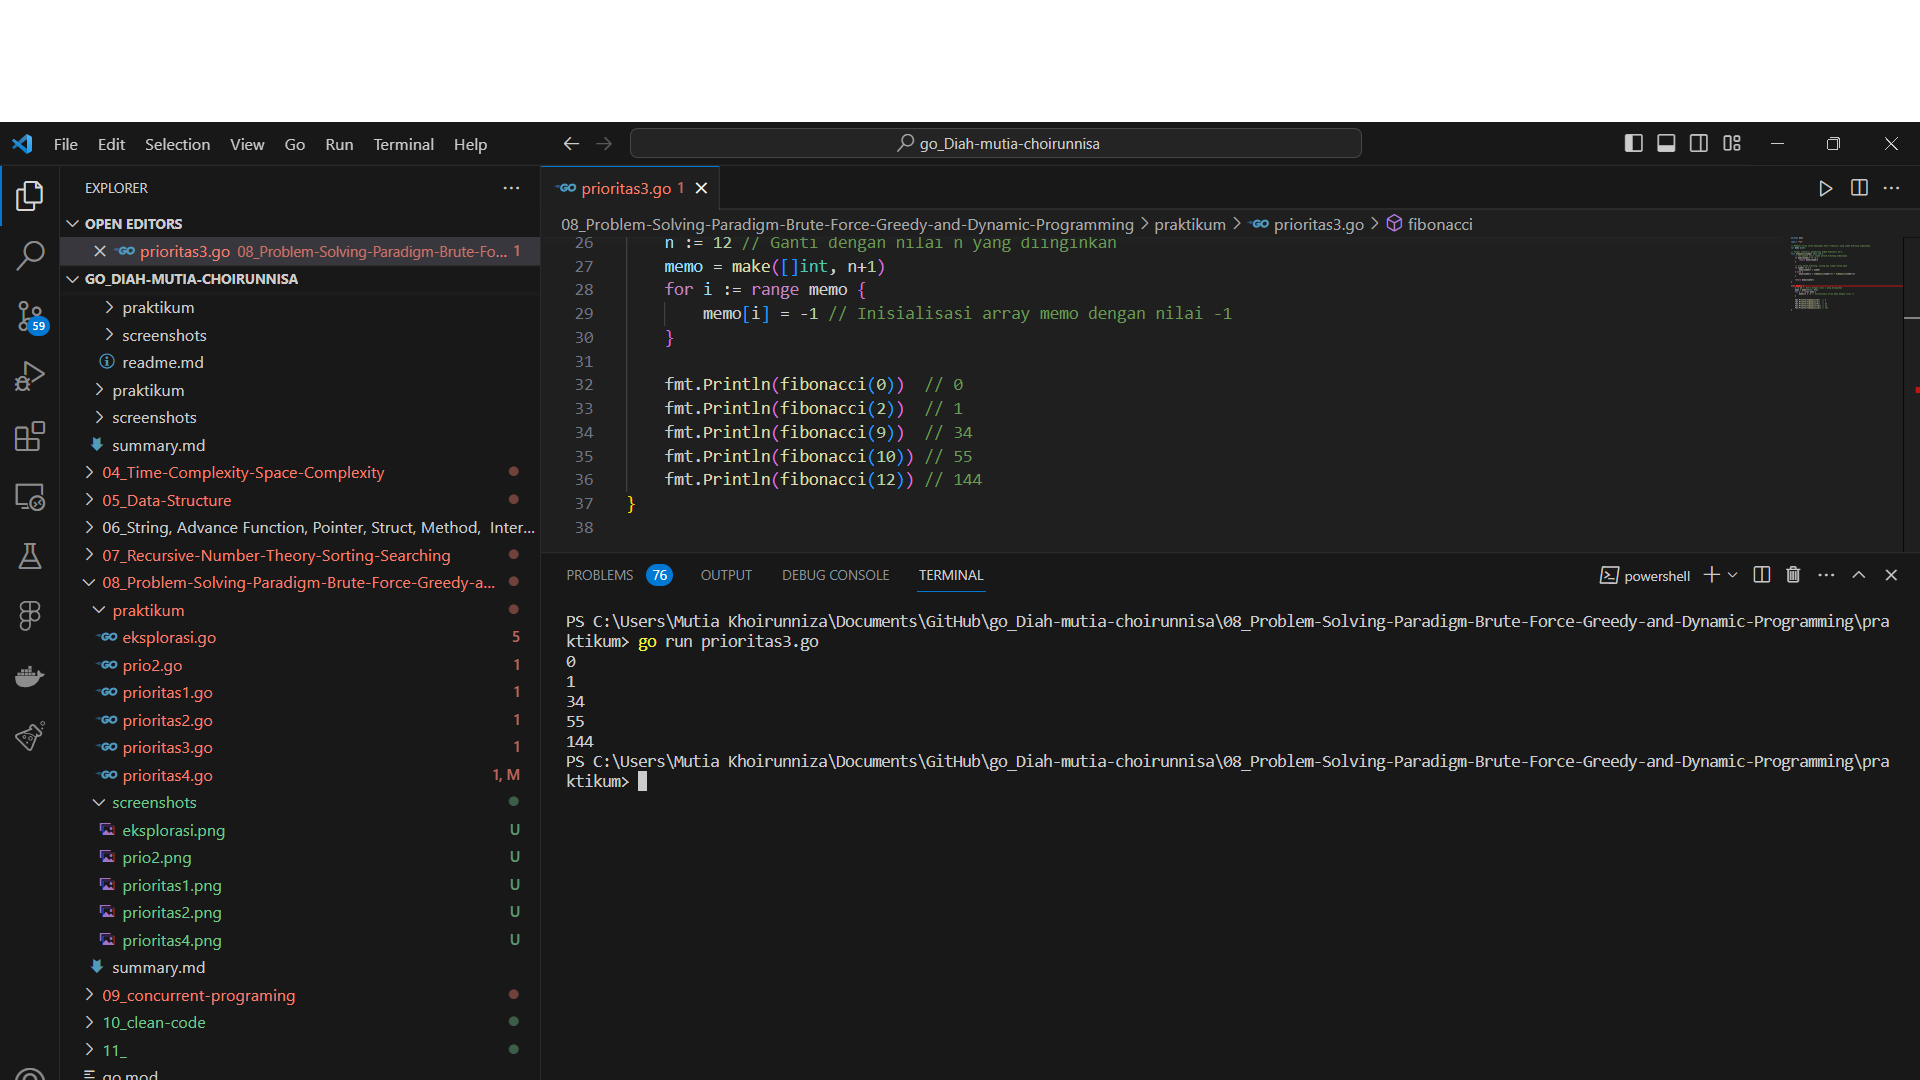 File Edit Selection View Go Run Terminal Help
go_Diah-mutia-choirunnisa
EXPLORER
OPEN EDITORS
prioritas3.go 08_Problem-Solving-Paradigm-Brute-Fo... 1
GO_DIAH-MUTIA-CHOIRUNNISA
praktikum
screenshots
readme.md
praktikum
screenshots
summary.md
04_Time-Complexity-Space-Complexity
05_Data-Structure
06_String, Advance Function, Pointer, Struct, Method, Inter...
07_Recursive-Number-Theory-Sorting-Searching
08_Problem-Solving-Paradigm-Brute-Force-Greedy-a...
praktikum
eksplorasi.go 5
prio2.go 1
prioritas1.go 1
prioritas2.go 1
prioritas3.go 1
prioritas4.go 1, M
screenshots
eksplorasi.png U
prio2.png U
prioritas1.png U
prioritas2.png U
prioritas4.png U
summary.md
09_concurrent-programing
10_clean-code
11_
go.mod
59
GO prioritas3.go 1
08_Problem-Solving-Paradigm-Brute-Force-Greedy-and-Dynamic-Programming > praktikum > GO prioritas3.go > fibonacci
26 n := 12 // Ganti dengan nilai n yang diinginkan
27 memo = make([]int, n+1)
28 for i := range memo {
29 memo[i] = -1 // Inisialisasi array memo dengan nilai -1
30 }
31
32 fmt.Println(fibonacci(0)) // 0
33 fmt.Println(fibonacci(2)) // 1
34 fmt.Println(fibonacci(9)) // 34
35 fmt.Println(fibonacci(10)) // 55
36 fmt.Println(fibonacci(12)) // 144
37 }
38
PROBLEMS 76 OUTPUT DEBUG CONSOLE TERMINAL powershell
PS C:\Users\Mutia Khoirunniza\Documents\GitHub\go_Diah-mutia-choirunnisa\08_Problem-Solving-Paradigm-Brute-Force-Greedy-and-Dynamic-Programming\pra
ktikum> go run prioritas3.go
0
1
34
55
144
PS C:\Users\Mutia Khoirunniza\Documents\GitHub\go_Diah-mutia-choirunnisa\08_Problem-Solving-Paradigm-Brute-Force-Greedy-and-Dynamic-Programming\pra
ktikum>